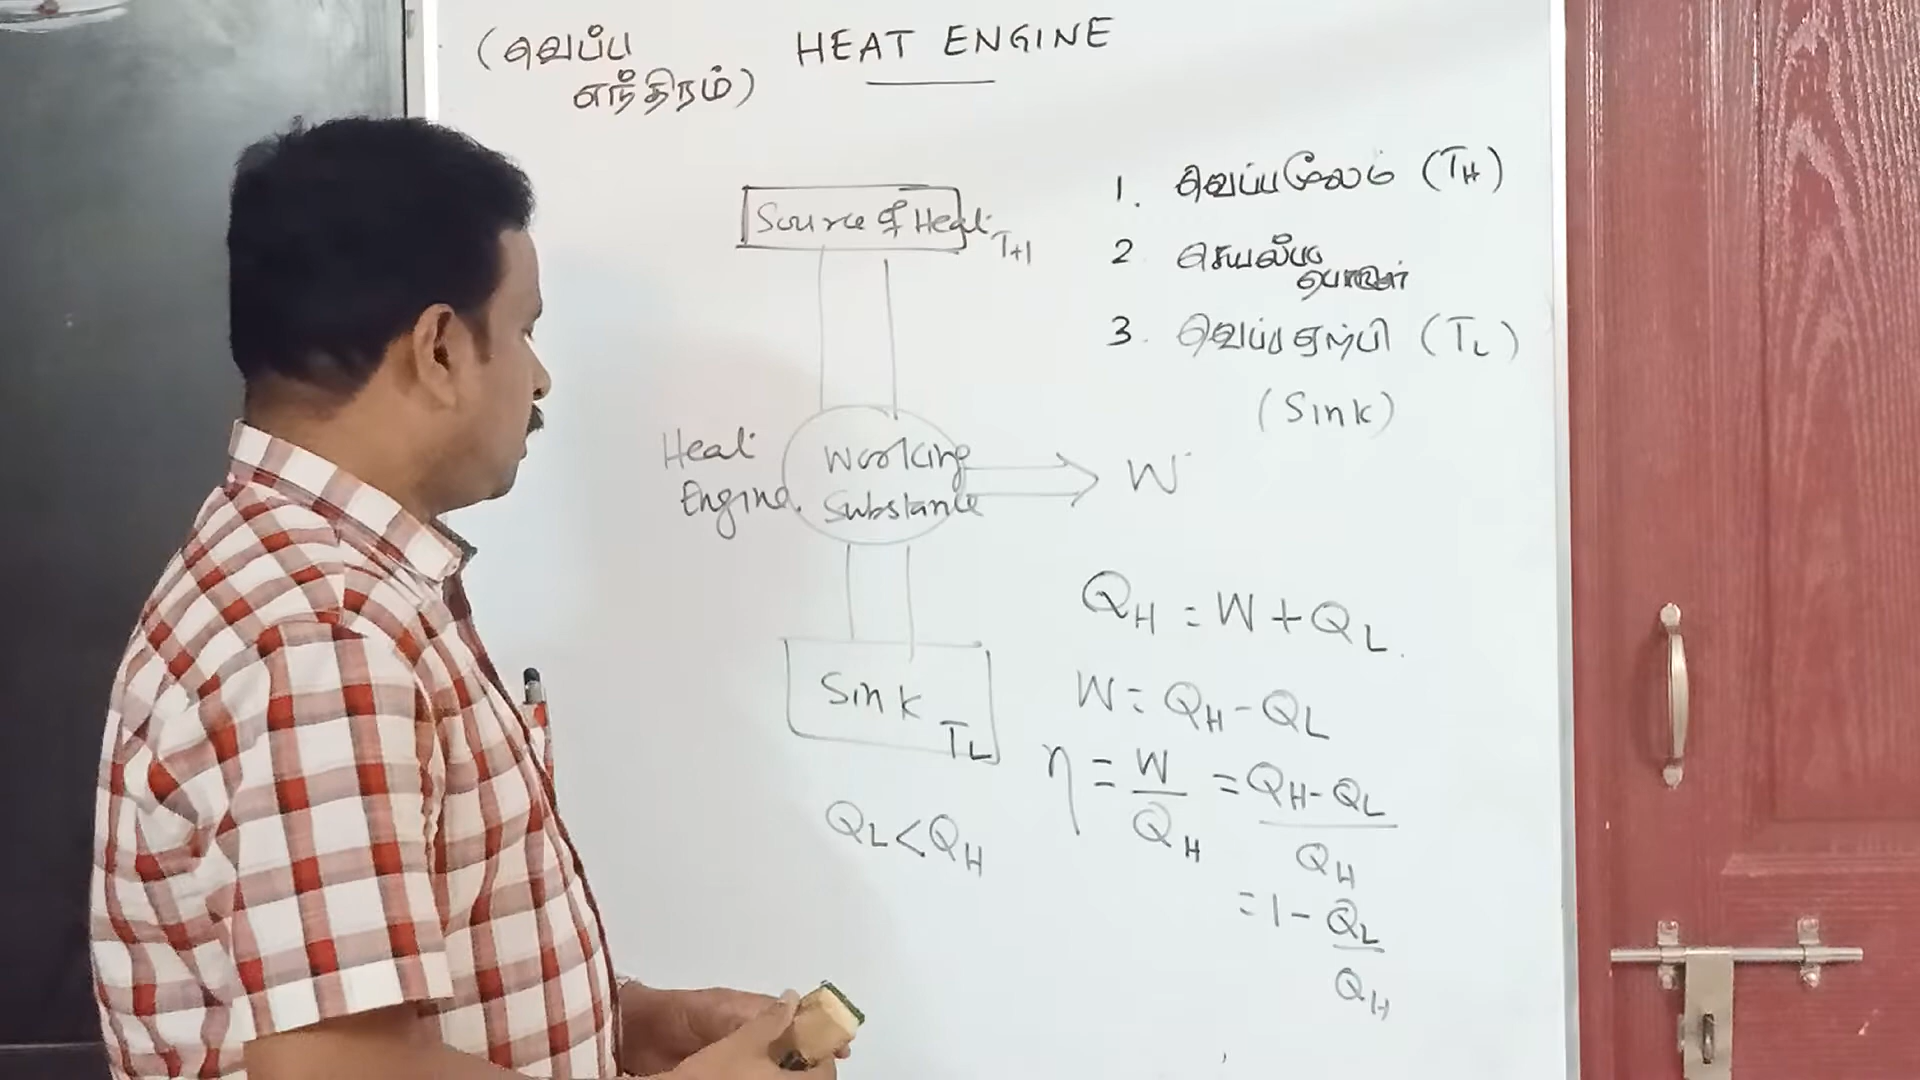 (வெப்ப
எந்திரம்)
HEAT ENGINE
Source of Heat
TH
1. வெப்பமூலம் (TH)
2 செயல்படு
பொருள்
3. வெப்ப ஏற்பி (TL)
(Sink)
Heat
Engine
Working
Substance
W
Sink
TL
QL < QH
QH = W + QL
W = QH - QL
η = W/QH = QH - QL/QH
= 1 - QL/QH